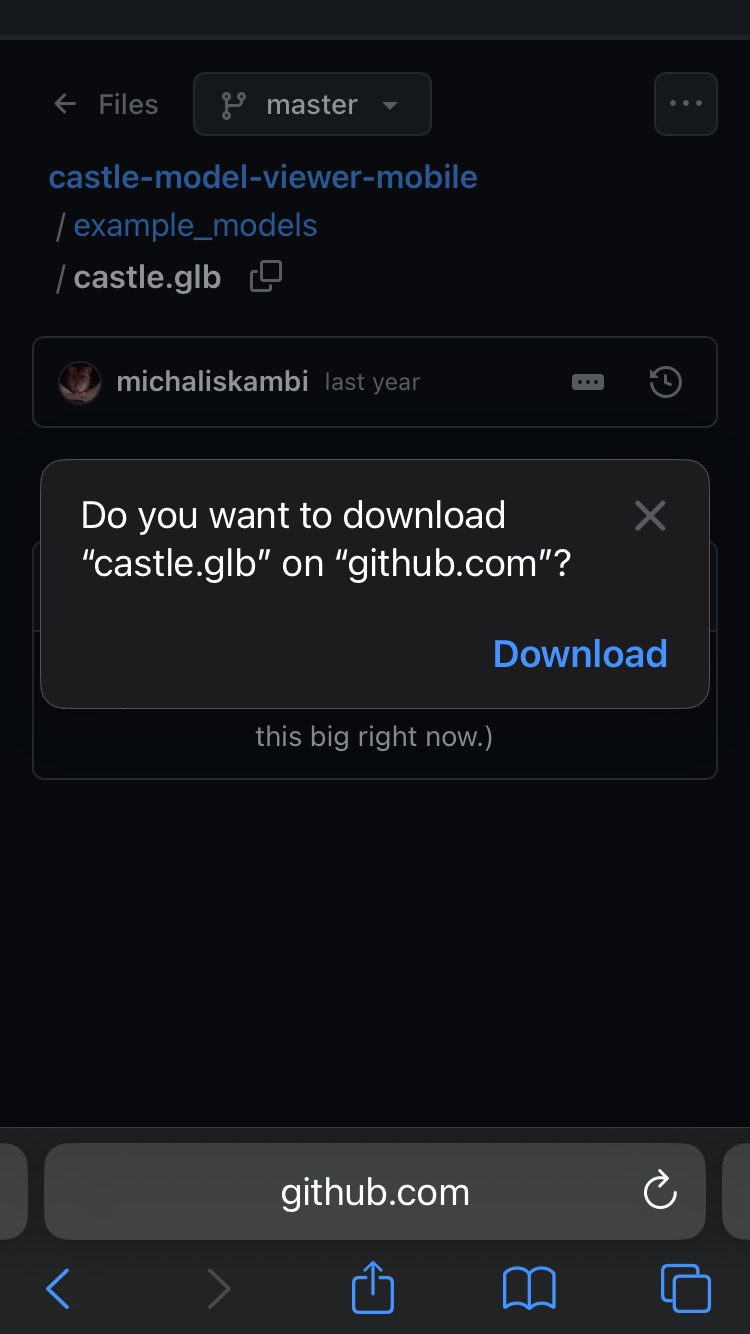 Files
master
castle-model-viewer-mobile
/ example_models
/ castle.glb
michaliskambi last year
Do you want to download
“castle.glb” on “github.com”?
Download
this big right now.)
github.com